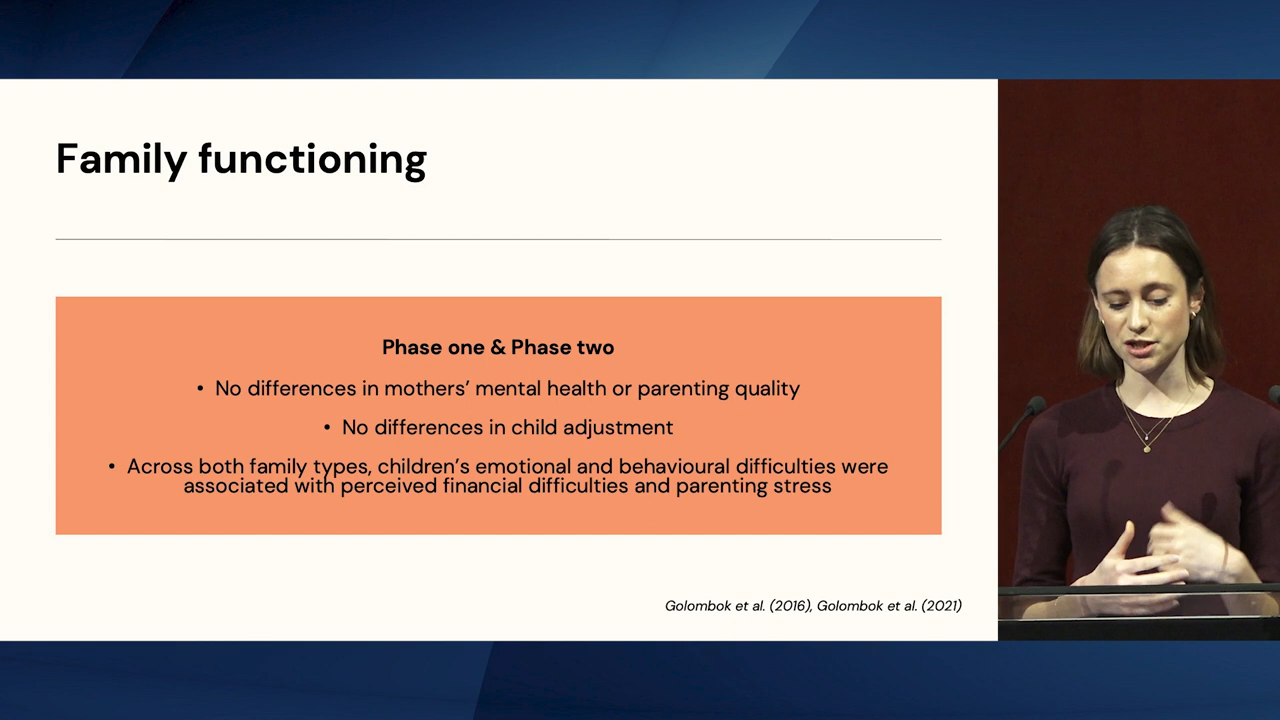 Family functioning
Phase one & Phase two
• No differences in mothers’ mental health or parenting quality
• No differences in child adjustment
• Across both family types, children’s emotional and behavioural difficulties were
associated with perceived financial difficulties and parenting stress
Golombok et al. (2016), Golombok et al. (2021)